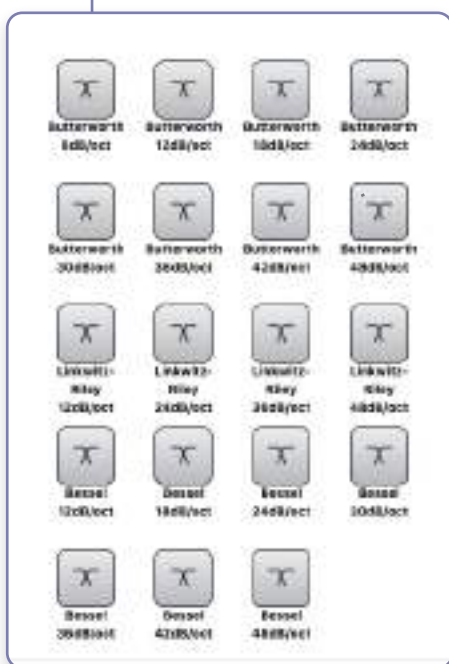 Butterworth Butterworth Butterworth Butterworth
6dB/oct 12dB/oct 18dB/oct 24dB/oct
Butterworth Butterworth Butterworth Butterworth
30dB/oct 36dB/oct 42dB/oct 48dB/oct
Linkwitz- Linkwitz- Linkwitz- Linkwitz-
Riley Riley Riley Riley
12dB/oct 24dB/oct 36dB/oct 48dB/oct
Bessel Bessel Bessel Bessel
12dB/oct 18dB/oct 24dB/oct 30dB/oct
Bessel Bessel Bessel
36dB/oct 42dB/oct 48dB/oct